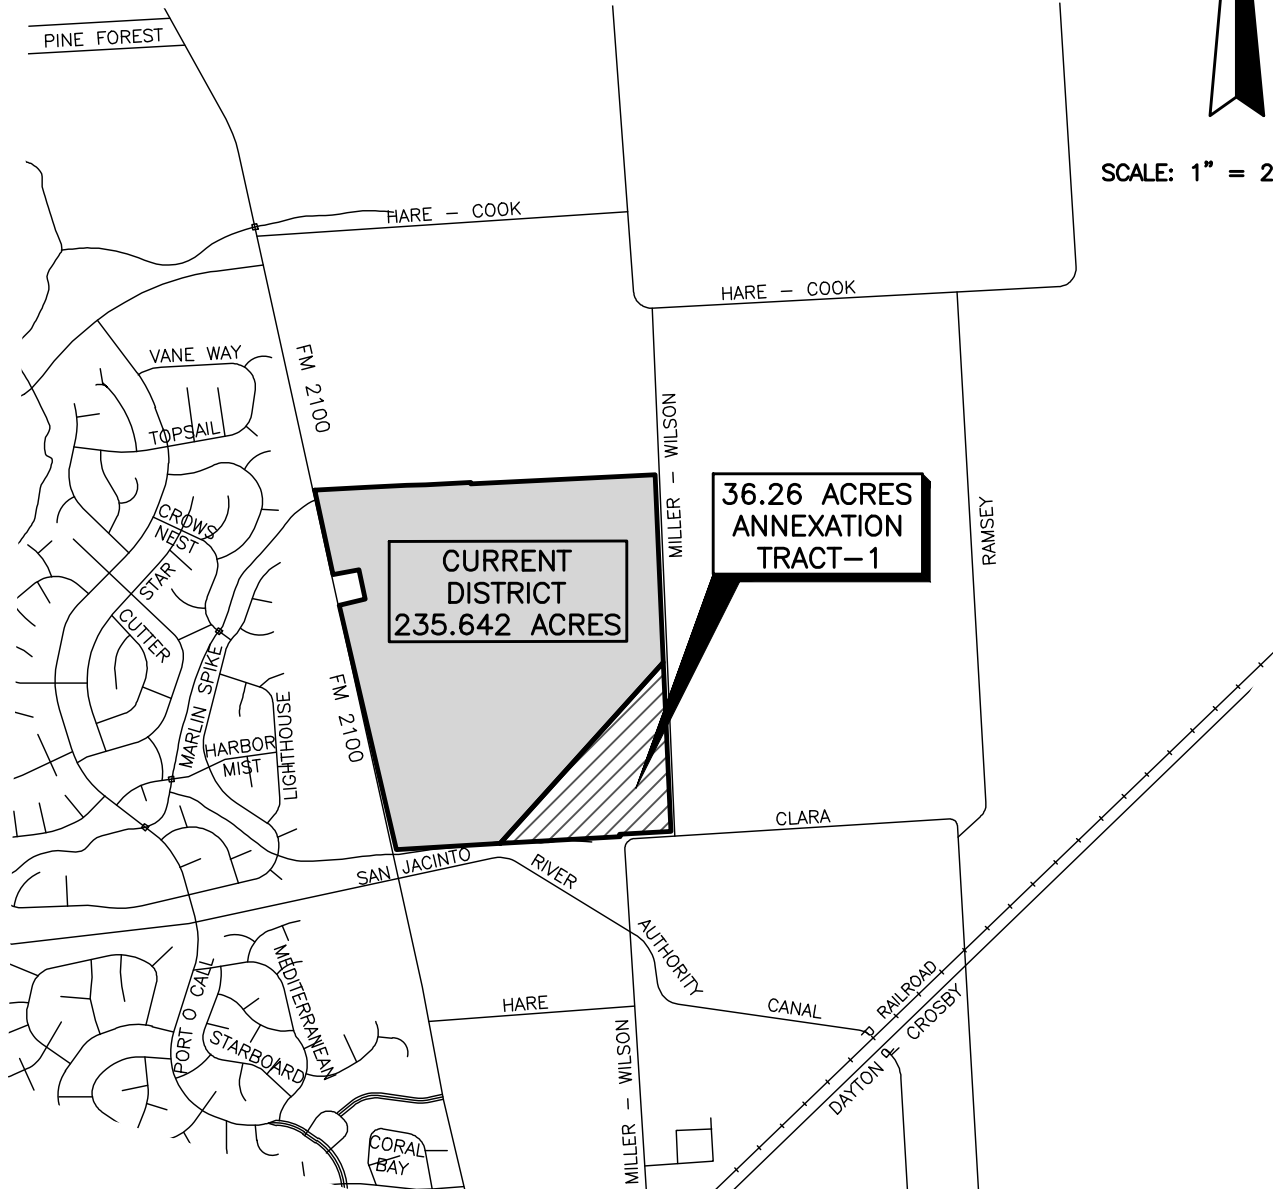 PINE FOREST
SCALE: 1" = 2
HARE - COOK
HARE - COOK
VANE WAY
FM 2100
TOPSAIL
MILLER - WILSON
36.26 ACRES
ANNEXATION
TRACT-1
RAMSEY
CROWS
NEST
STAR
CUTTER
CURRENT
DISTRICT
235.642 ACRES
MARLIN SPIKE
FM 2100
LIGHTHOUSE
HARBOR
MIST
CLARA
SAN JACINTO
RIVER
AUTHORITY
CANAL
RAILROAD
DAYTON - CROSBY
HARE
MEDITERRANEAN
PORT O CALL
STARBOARD
MILLER - WILSON
CORAL
BAY